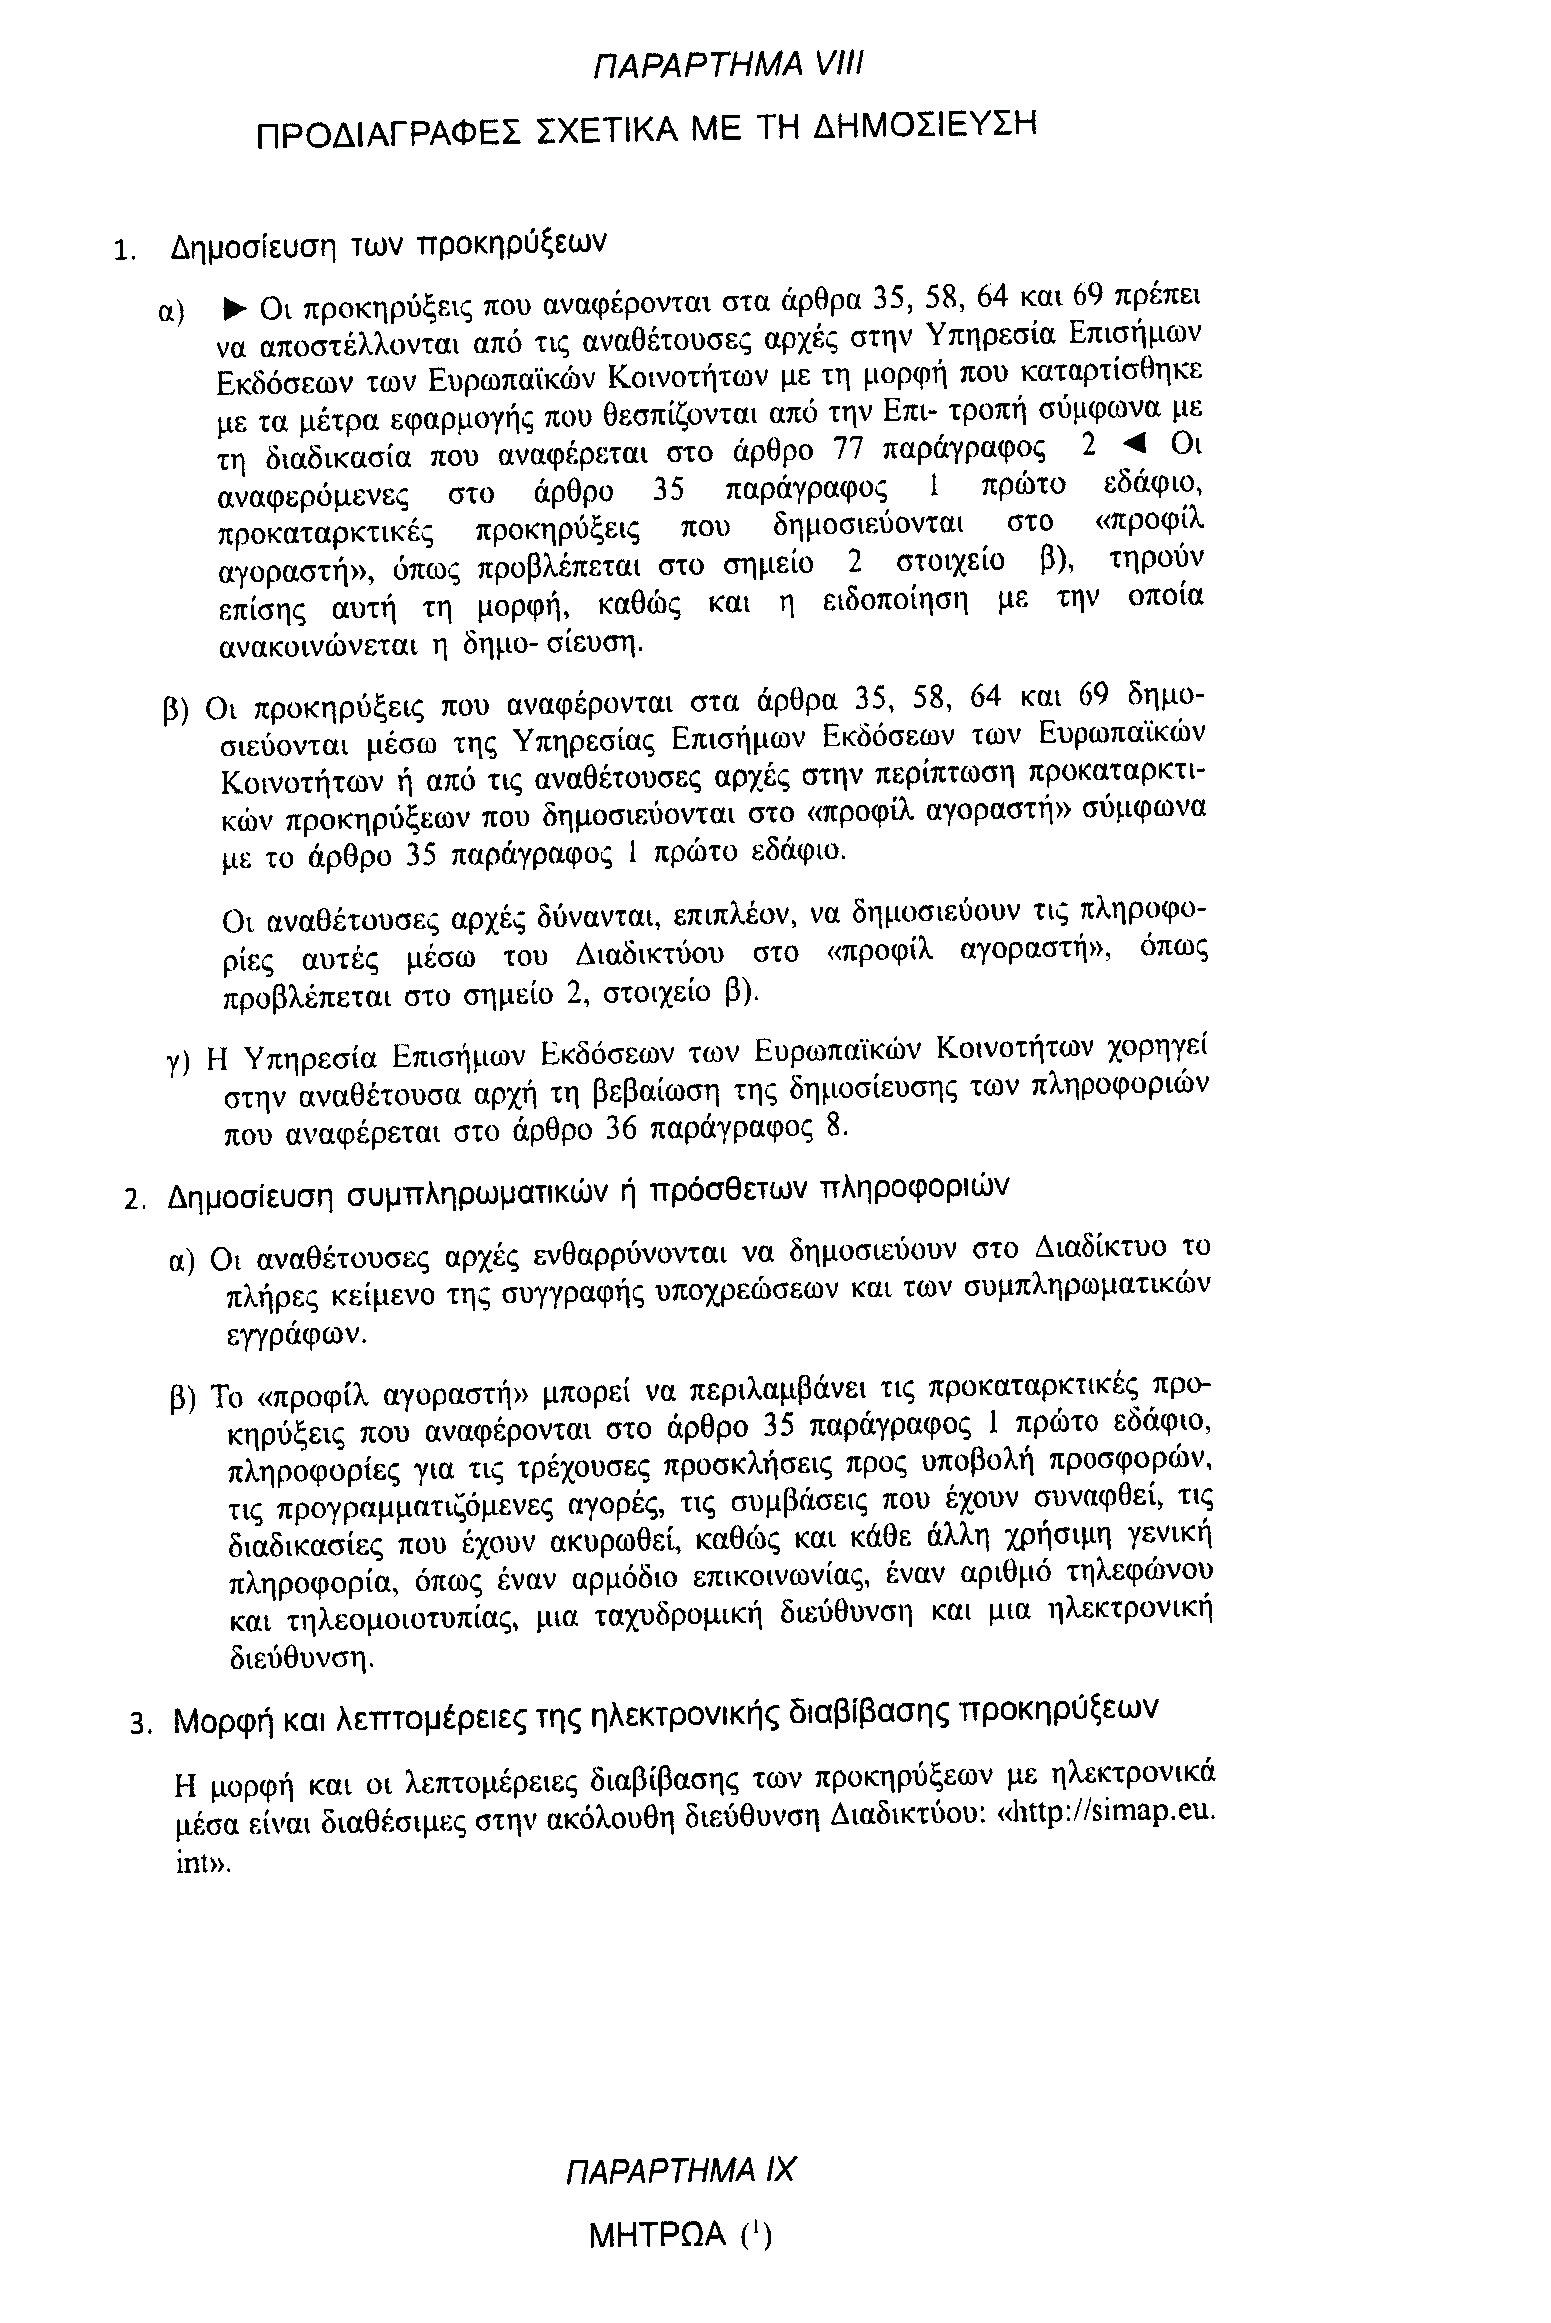 ΠΑΡΑΡΤΗΜΑ VIII
ΠΡΟΔΙΑΓΡΑΦΕΣ ΣΧΕΤΙΚΑ ΜΕ ΤΗ ΔΗΜΟΣΙΕΥΣΗ
1. Δημοσίευση των προκηρύξεων
α) ► Οι προκηρύξεις που αναφέρονται στα άρθρα 35, 58, 64 και 69 πρέπει
να αποστέλλονται από τις αναθέτουσες αρχές στην Υπηρεσία Επισήμων
Εκδόσεων των Ευρωπαϊκών Κοινοτήτων με τη μορφή που καταρτίσθηκε
με τα μέτρα εφαρμογής που θεσπίζονται από την Επι- τροπή σύμφωνα με
τη διαδικασία που αναφέρεται στο άρθρο 77 παράγραφος 2 ◄ Οι
αναφερόμενες στο άρθρο 35 παράγραφος 1 πρώτο εδάφιο,
προκαταρκτικές προκηρύξεις που δημοσιεύονται στο «προφίλ
αγοραστή», όπως προβλέπεται στο σημείο 2 στοιχείο β), τηρούν
επίσης αυτή τη μορφή, καθώς και η ειδοποίηση με την οποία
ανακοινώνεται η δημο- σίευση.
β) Οι προκηρύξεις που αναφέρονται στα άρθρα 35, 58, 64 και 69 δημο-
σιεύονται μέσω της Υπηρεσίας Επισήμων Εκδόσεων των Ευρωπαϊκών
Κοινοτήτων ή από τις αναθέτουσες αρχές στην περίπτωση προκαταρκτι-
κών προκηρύξεων που δημοσιεύονται στο «προφίλ αγοραστή» σύμφωνα
με το άρθρο 35 παράγραφος 1 πρώτο εδάφιο.
Οι αναθέτουσες αρχές δύνανται, επιπλέον, να δημοσιεύουν τις πληροφο-
ρίες αυτές μέσω του Διαδικτύου στο «προφίλ αγοραστή», όπως
προβλέπεται στο σημείο 2, στοιχείο β).
γ) Η Υπηρεσία Επισήμων Εκδόσεων των Ευρωπαϊκών Κοινοτήτων χορηγεί
στην αναθέτουσα αρχή τη βεβαίωση της δημοσίευσης των πληροφοριών
που αναφέρεται στο άρθρο 36 παράγραφος 8.
2. Δημοσίευση συμπληρωματικών ή πρόσθετων πληροφοριών
α) Οι αναθέτουσες αρχές ενθαρρύνονται να δημοσιεύουν στο Διαδίκτυο το
πλήρες κείμενο της συγγραφής υποχρεώσεων και των συμπληρωματικών
εγγράφων.
β) Το «προφίλ αγοραστή» μπορεί να περιλαμβάνει τις προκαταρκτικές προ-
κηρύξεις που αναφέρονται στο άρθρο 35 παράγραφος 1 πρώτο εδάφιο,
πληροφορίες για τις τρέχουσες προσκλήσεις προς υποβολή προσφορών,
τις προγραμματιζόμενες αγορές, τις συμβάσεις που έχουν συναφθεί, τις
διαδικασίες που έχουν ακυρωθεί, καθώς και κάθε άλλη χρήσιμη γενική
πληροφορία, όπως έναν αρμόδιο επικοινωνίας, έναν αριθμό τηλεφώνου
και τηλεομοιοτυπίας, μια ταχυδρομική διεύθυνση και μια ηλεκτρονική
διεύθυνση.
3. Μορφή και λεπτομέρειες της ηλεκτρονικής διαβίβασης προκηρύξεων
Η μορφή και οι λεπτομέρειες διαβίβασης των προκηρύξεων με ηλεκτρονικά
μέσα είναι διαθέσιμες στην ακόλουθη διεύθυνση Διαδικτύου: «http://simap.eu.
int».
ΠΑΡΑΡΤΗΜΑ IX
ΜΗΤΡΩΑ (¹)